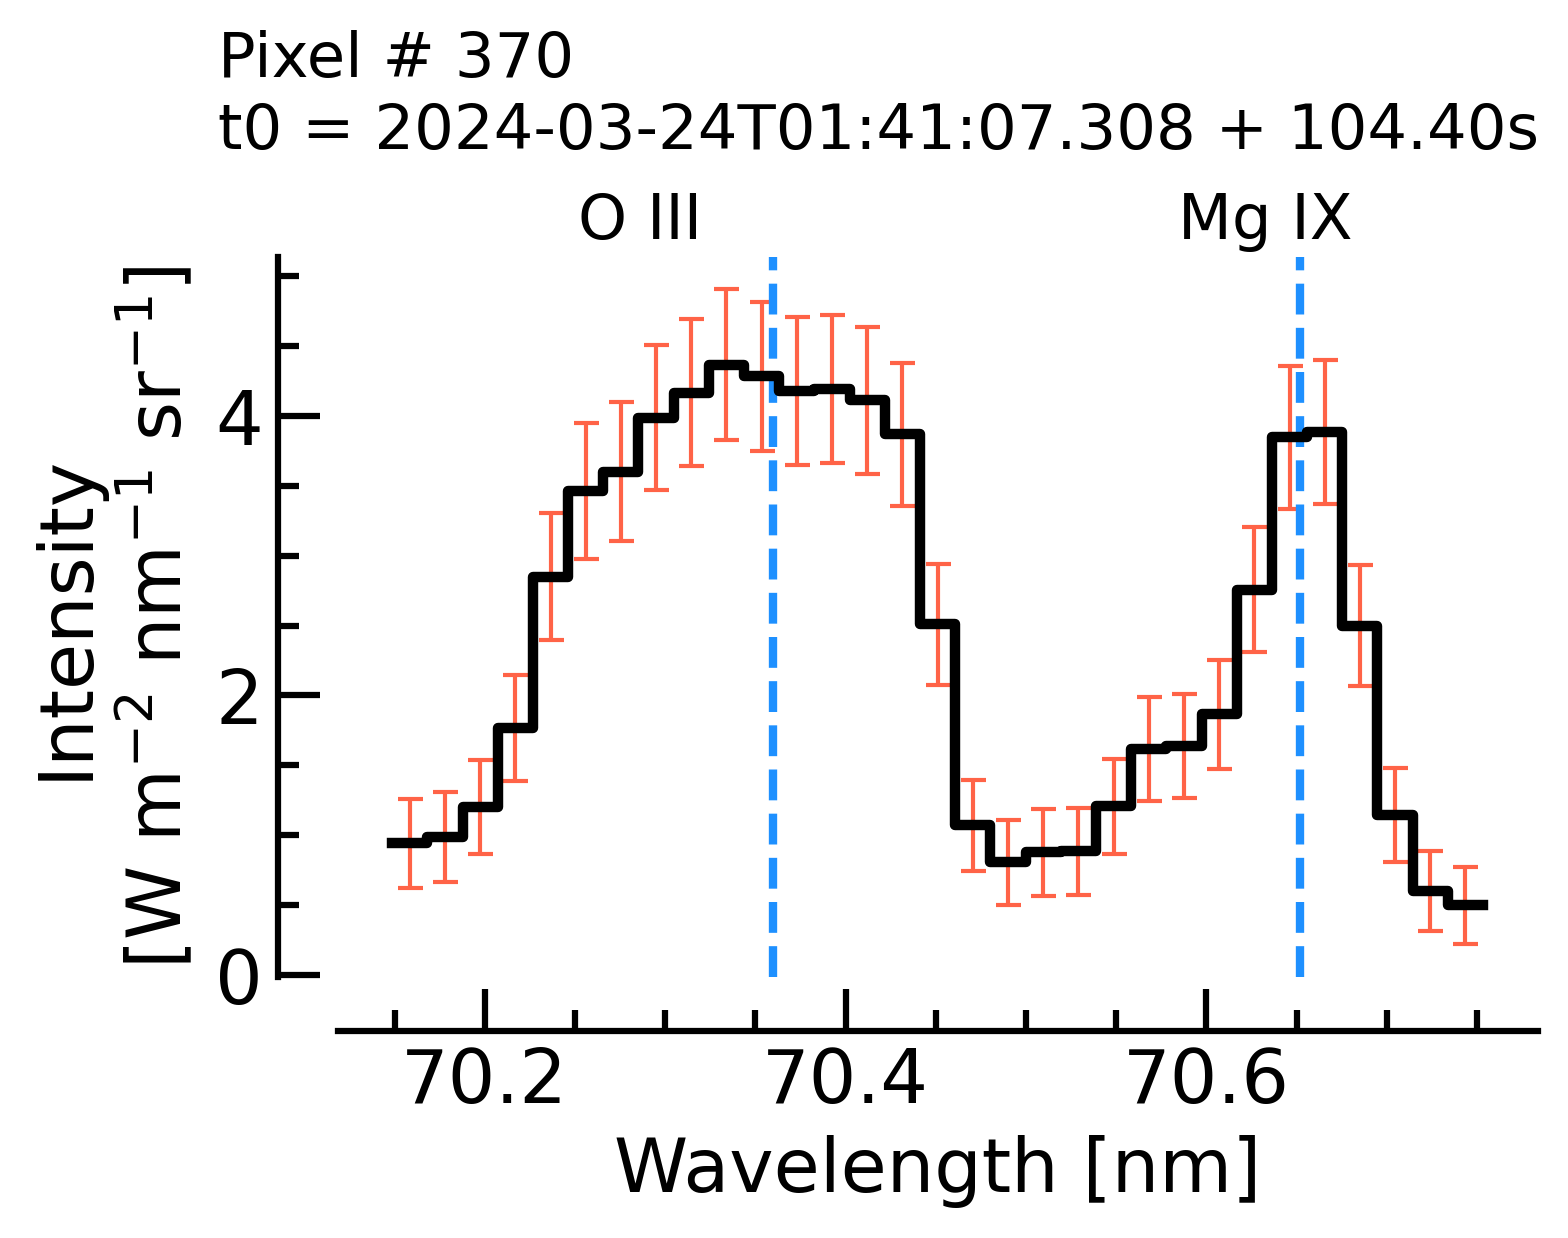 Pixel # 370
t0 = 2024-03-24T01:41:07.308 + 104.40s
O III
Mg IX
Intensity
[W m⁻² nm⁻¹ sr⁻¹]
4
2
0
70.2
70.4
70.6
Wavelength [nm]